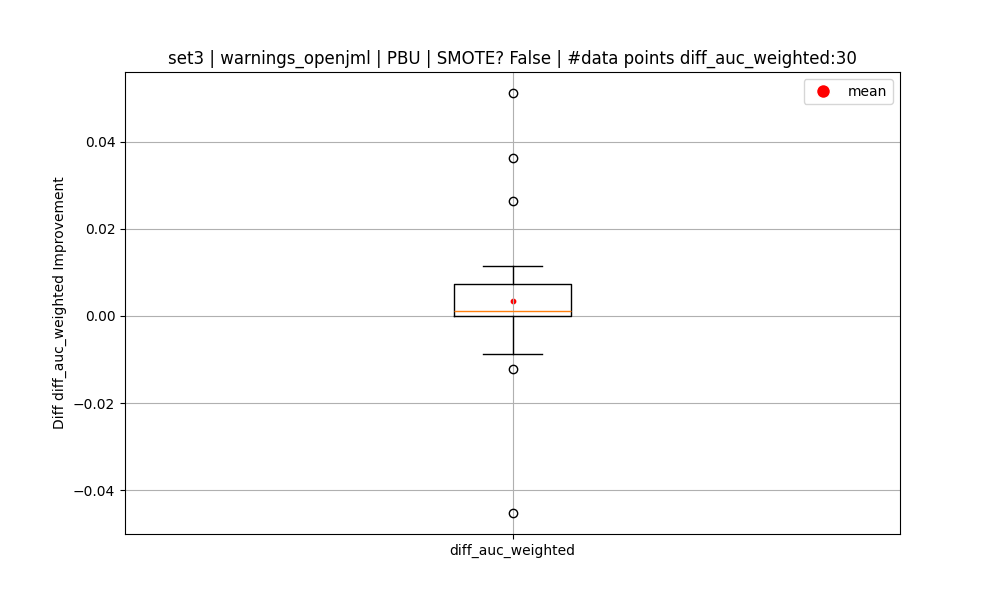 set3 | warnings_openjml | PBU | SMOTE? False | #data points diff_auc_weighted:30
mean
Diff diff_auc_weighted Improvement
0.04
0.02
0.00
−0.02
−0.04
diff_auc_weighted